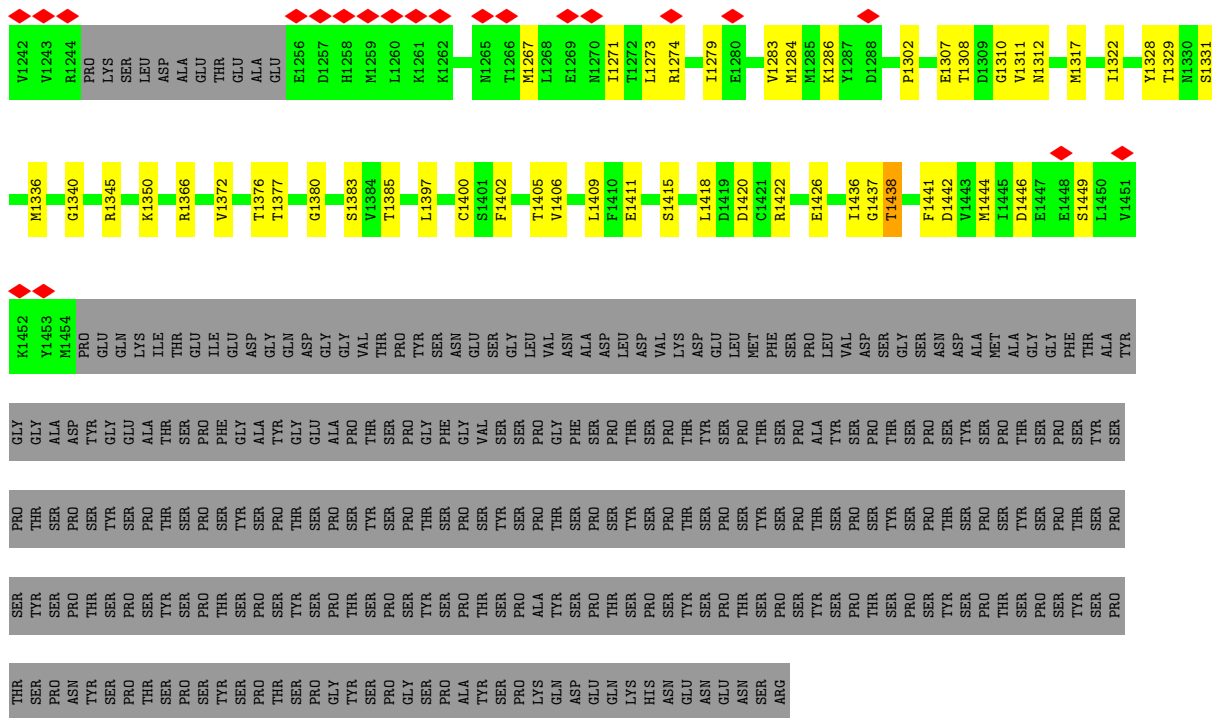 V1242 V1243 R1244 PRO LYS SER LEU ASP ALA GLU THR GLU ALA GLU E1256 D1257 H1258 M1259 L1260 K1261 K1262 N1265 T1266 M1267 L1268 E1269 N1270 I1271 T1272 L1273 R1274 I1279 E1280 V1283 M1284 M1285 K1286 Y1287 D1288 P1302 E1307 T1308 D1309 G1310 V1311 N1312 M1317 I1322 Y1328 T1329 N1330 S1331
M1336 G1340 R1345 K1350 R1366 V1372 T1376 T1377 G1380 S1383 V1384 T1385 L1397 C1400 S1401 F1402 T1405 V1406 L1409 F1410 E1411 S1415 L1418 D1419 D1420 C1421 R1422 E1426 I1436 G1437 T1438 F1441 D1442 V1443 M1444 I1445 D1446 E1447 E1448 S1449 L1450 V1451
K1452 Y1453 M1454 PRO GLU GLN LYS ILE THR GLU ILE GLU ASP GLY GLN ASP GLY GLY VAL THR PRO TYR SER ASN GLU SER GLY LEU VAL ASN ALA ASP LEU ASP VAL LYS ASP GLU LEU MET PHE SER PRO LEU VAL ASP SER GLY SER ASN ASP ALA MET ALA GLY GLY PHE THR ALA TYR
GLY GLY ALA ASP TYR GLY GLU ALA THR SER PRO PHE GLY ALA TYR GLY GLU ALA PRO THR SER PRO GLY PHE GLY VAL SER SER PRO GLY PHE SER PRO THR SER PRO THR TYR SER PRO THR SER PRO ALA TYR SER PRO THR SER PRO SER TYR SER PRO THR SER PRO SER TYR SER
PRO THR SER PRO SER TYR SER PRO THR SER PRO SER TYR SER PRO THR SER PRO SER TYR SER PRO THR SER PRO SER TYR SER PRO THR SER PRO SER TYR SER PRO THR SER PRO SER TYR SER PRO THR SER PRO SER TYR SER PRO THR SER PRO SER TYR SER PRO THR SER PRO
SER TYR SER PRO THR SER PRO SER TYR SER PRO THR SER PRO SER TYR SER PRO THR SER PRO SER TYR SER PRO THR SER PRO ALA TYR SER PRO THR SER PRO SER TYR SER PRO THR SER PRO SER TYR SER PRO THR SER PRO SER TYR SER PRO THR SER PRO SER TYR SER PRO
THR SER PRO ASN TYR SER PRO THR SER PRO SER TYR SER PRO THR SER PRO GLY TYR SER PRO GLY SER PRO ALA TYR SER PRO LYS GLN ASP GLU GLN LYS HIS ASN GLU ASN GLU ASN SER ARG